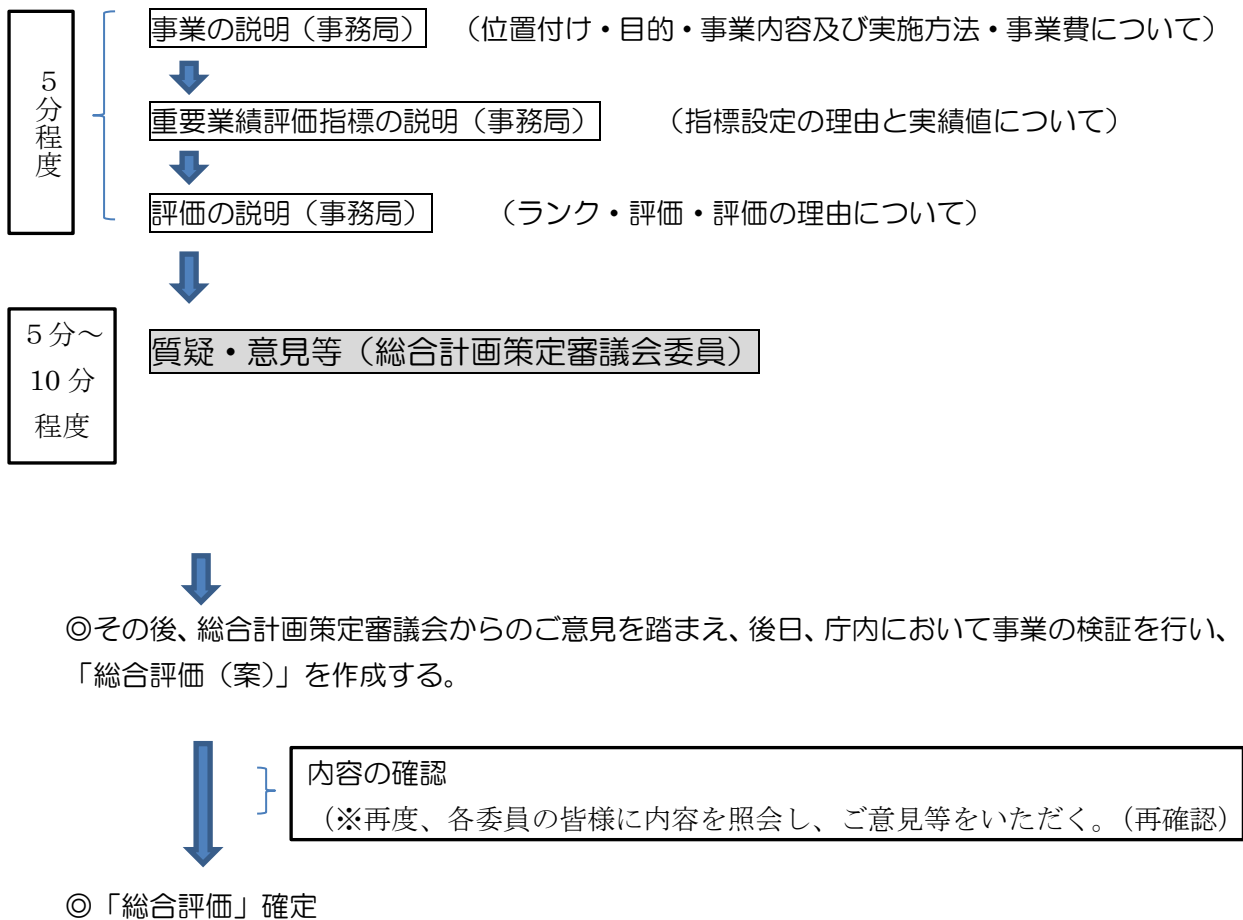 5分程度
事業の説明（事務局） （位置付け・目的・事業内容及び実施方法・事業費について）
重要業績評価指標の説明（事務局） （指標設定の理由と実績値について）
評価の説明（事務局） （ランク・評価・評価の理由について）
5分～
10分
程度
質疑・意見等（総合計画策定審議会委員）
◎その後、総合計画策定審議会からのご意見を踏まえ、後日、庁内において事業の検証を行い、
「総合評価（案）」を作成する。
内容の確認
（※再度、各委員の皆様に内容を照会し、ご意見等をいただく。（再確認）
◎「総合評価」確定